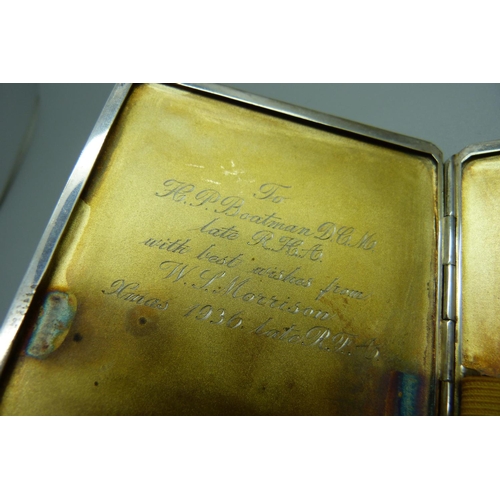 To
H. P. Boatman D.C.M.
late R.H.A.
with best wishes from
W. S. Morrison
Xmas 1936. late